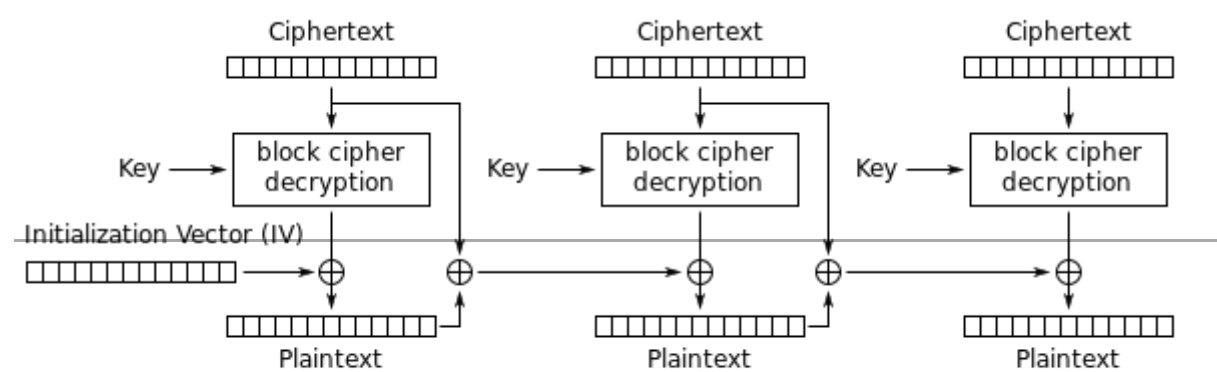 Ciphertext Ciphertext Ciphertext
Key block cipher Key block cipher Key block cipher
decryption decryption decryption
Initialization Vector (IV)
Plaintext Plaintext Plaintext